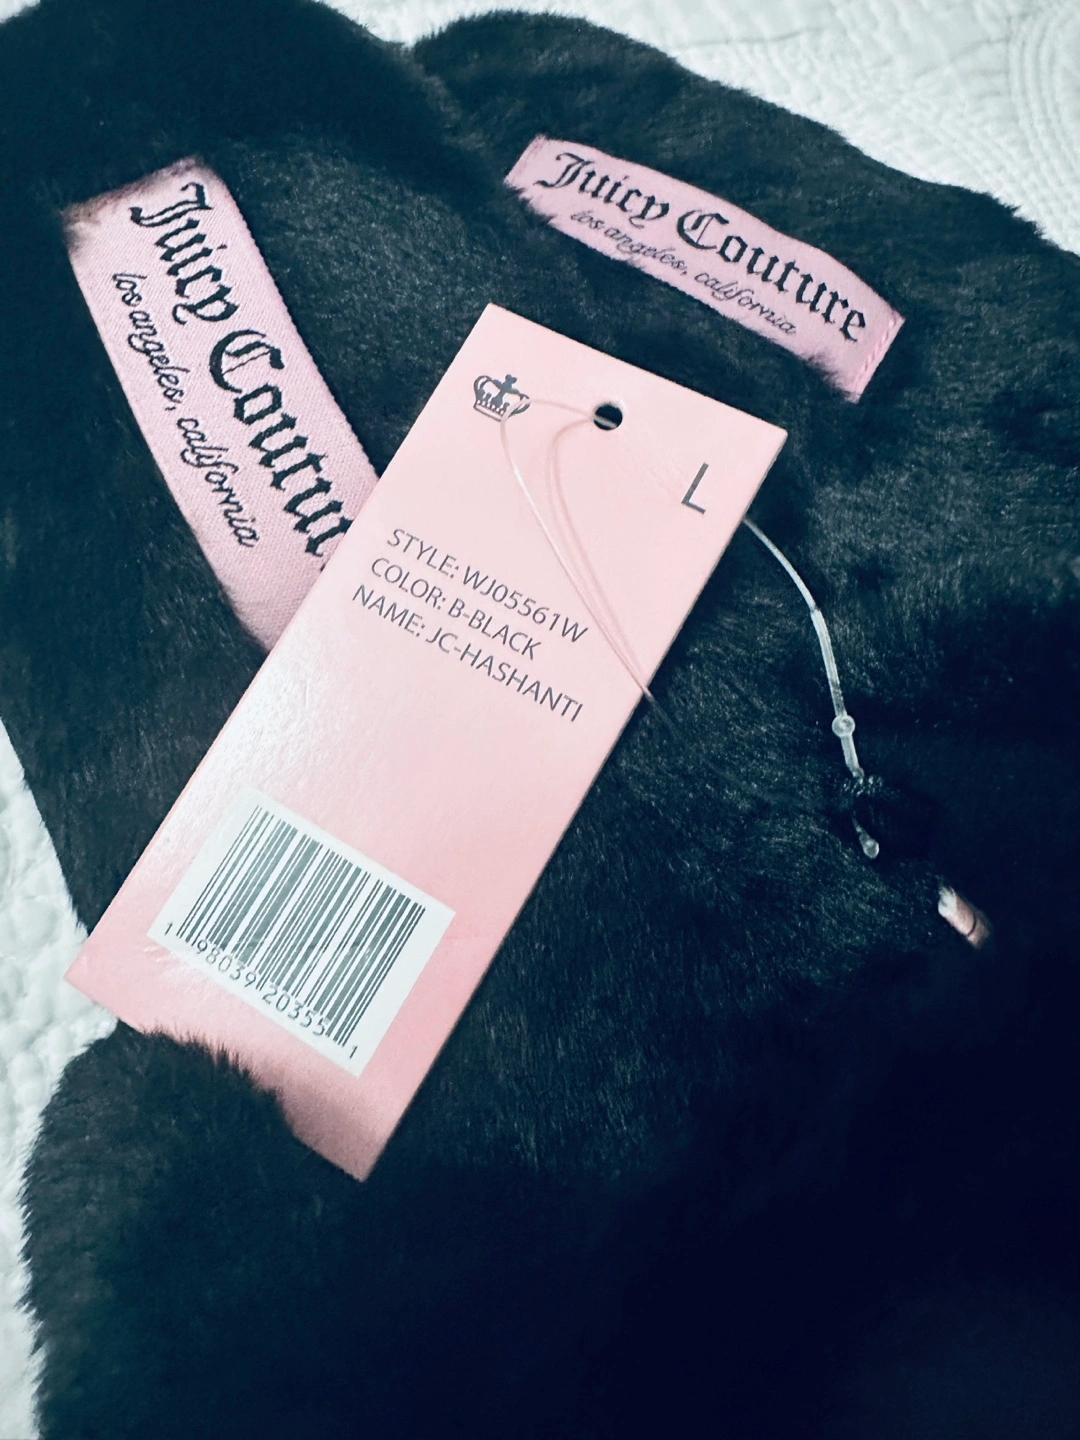 Juicy Couture
los angeles, california
Juicy Coutur
los angeles, california
L
STYLE: WJ05561W
COLOR: B-BLACK
NAME: JC-HASHANTI
1 98039 20355 1